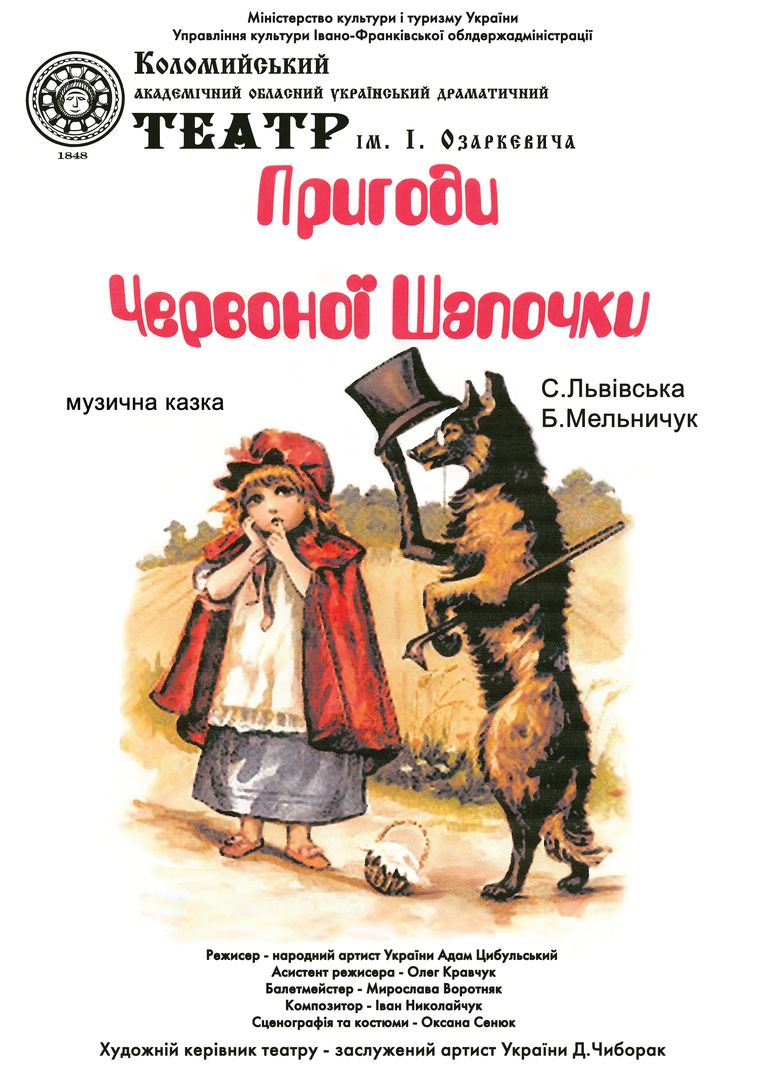 Міністерство культури і туризму України
Управління культури Івано-Франківської облдержадміністрації
Коломийський
академічний обласний український драматичний
ТЕАТР ім. І. Озаркевича
1848
Пригоди
Червоної Шапочки
музична казка
С.Львівська
Б.Мельничук
Режисер - народний артист України Адам Цибульський
Асистент режисера - Олег Кравчук
Балетмейстер - Мирослава Воротняк
Композитор - Іван Николайчук
Сценографія та костюми - Оксана Сенюк
Художній керівник театру - заслужений артист України Д.Чиборак